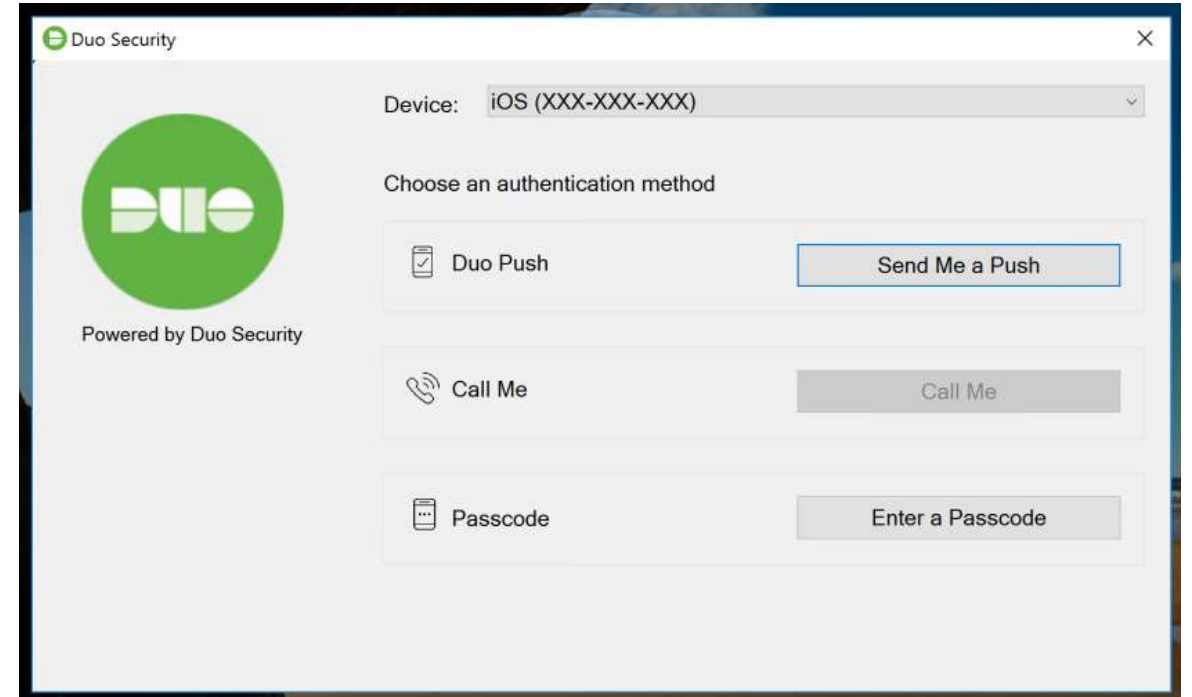 Duo Security
Device: iOS (XXX-XXX-XXX)
DUO
Powered by Duo Security
Choose an authentication method
Duo Push Send Me a Push
Call Me Call Me
Passcode Enter a Passcode